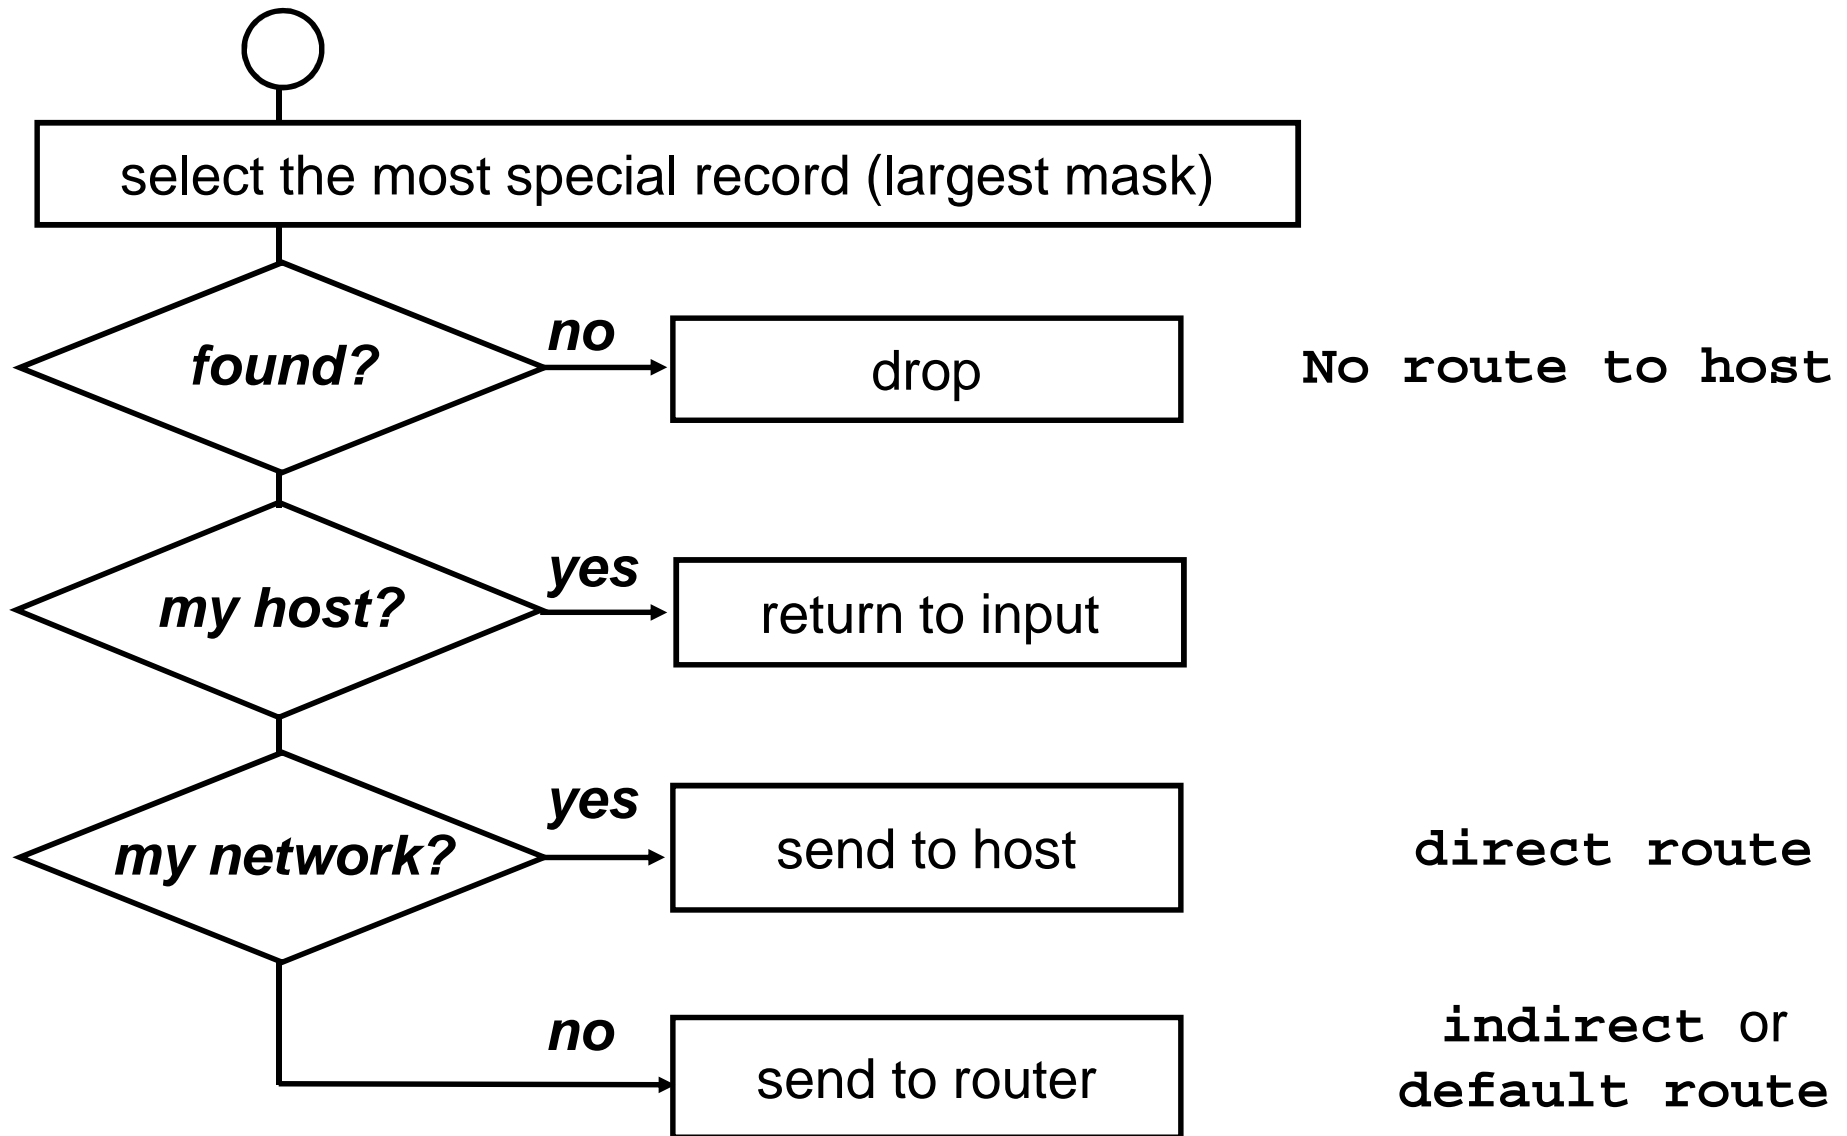 select the most special record (largest mask)
found?
no
drop
No route to host
my host?
yes
return to input
my network?
yes
send to host
direct route
no
send to router
indirect or
default route